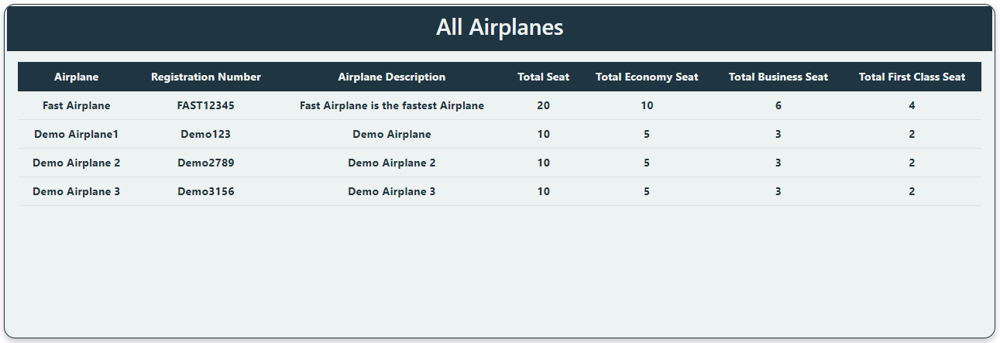 All Airplanes
Airplane Registration Number Airplane Description Total Seat Total Economy Seat Total Business Seat Total First Class Seat
Fast Airplane FAST12345 Fast Airplane is the fastest Airplane 20 10 6 4
Demo Airplane1 Demo123 Demo Airplane 10 5 3 2
Demo Airplane 2 Demo2789 Demo Airplane 2 10 5 3 2
Demo Airplane 3 Demo3156 Demo Airplane 3 10 5 3 2